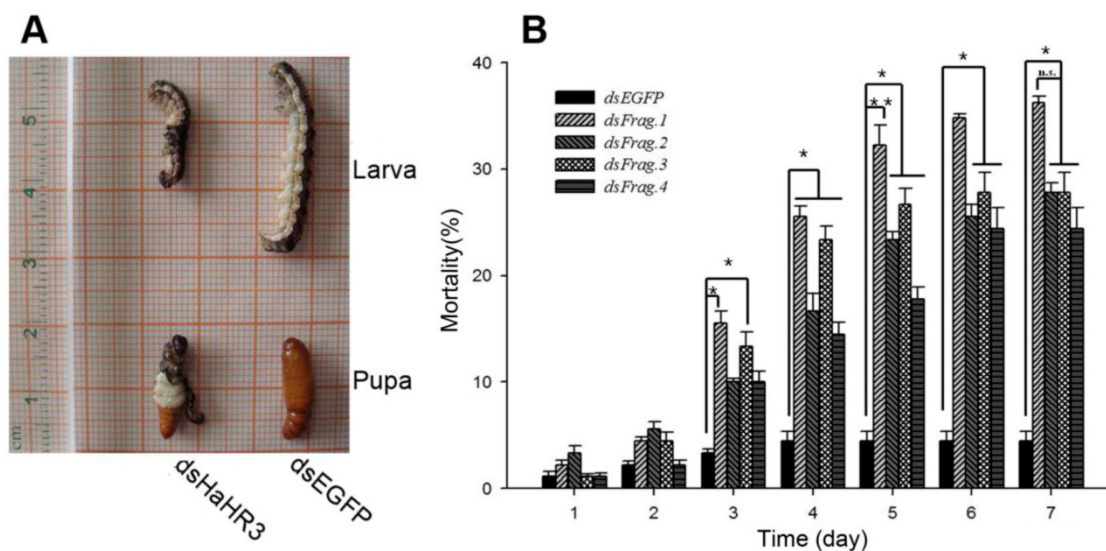 A
Larva
Pupa
5
4
3
2
1
cm
dsHaHR3
dsEGFP
B
Mortality(%)
40
30
20
10
0
dsEGFP
dsFrag.1
dsFrag.2
dsFrag.3
dsFrag.4
*
*
*
*
**
*
*
n.s.
1 2 3 4 5 6 7
Time (day)